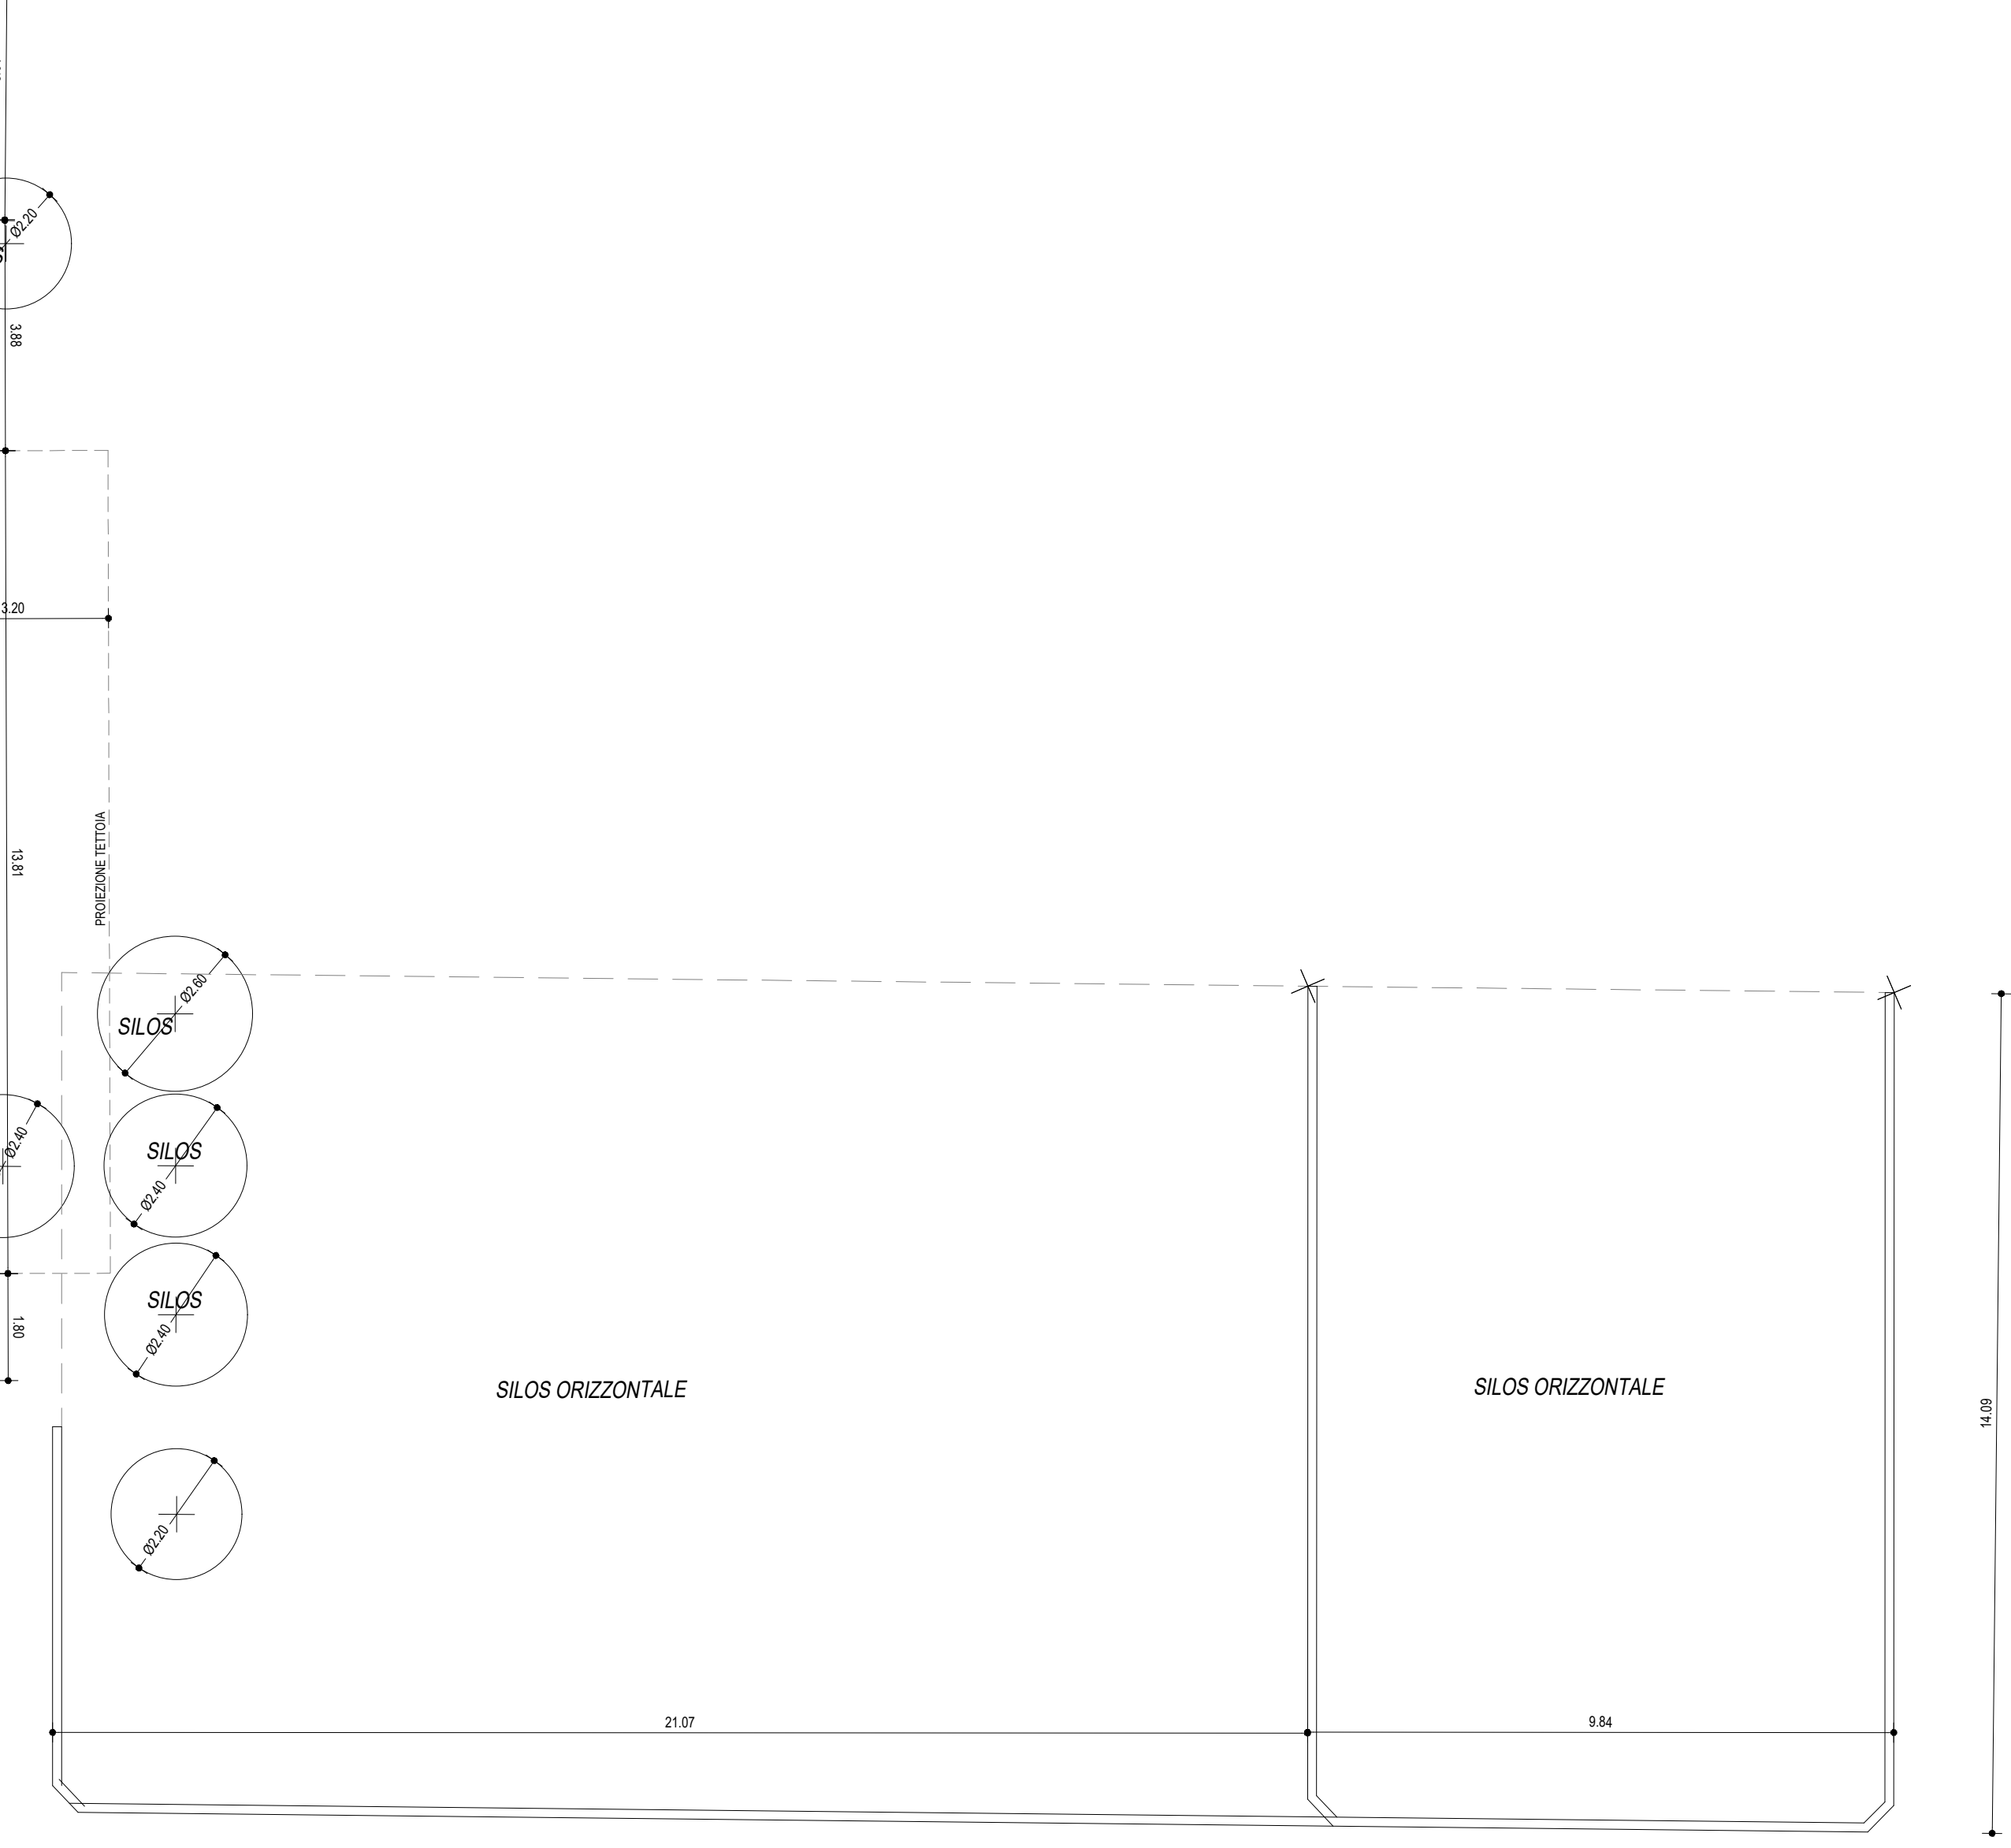 Ø2.20
3.88
3.20
PROIEZIONE TETTOIA
13.81
Ø2.60
SILOS
Ø2.40
SILOS
Ø2.40
SILOS
Ø2.40
1.80
SILOS ORIZZONTALE
SILOS ORIZZONTALE
14.09
Ø2.20
21.07
9.84